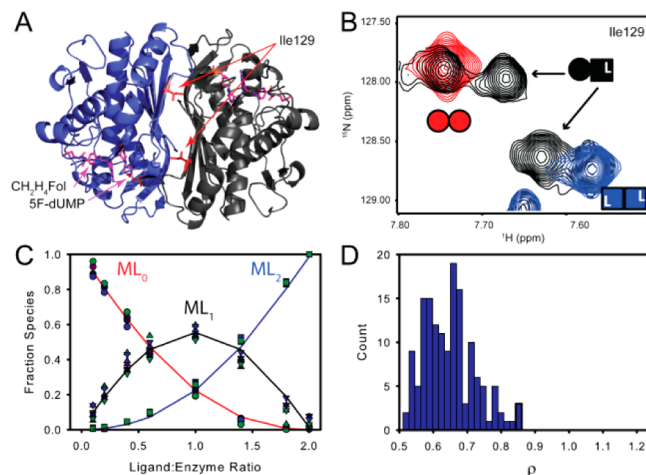 A
Ile129
CH2H4Fol
5F-dUMP
B
Ile129
127.50
128.00
128.50
129.00
15N (ppm)
7.80
7.70
7.60
1H (ppm)
L
L
L
C
ML0
ML1
ML2
Fraction Species
1.0
0.8
0.6
0.4
0.2
0.0
0.0
0.5
1.0
1.5
2.0
Ligand:Enzyme Ratio
D
Count
20
15
10
5
0
0.5
0.6
0.7
0.8
0.9
1.0
1.1
1.2
ρ